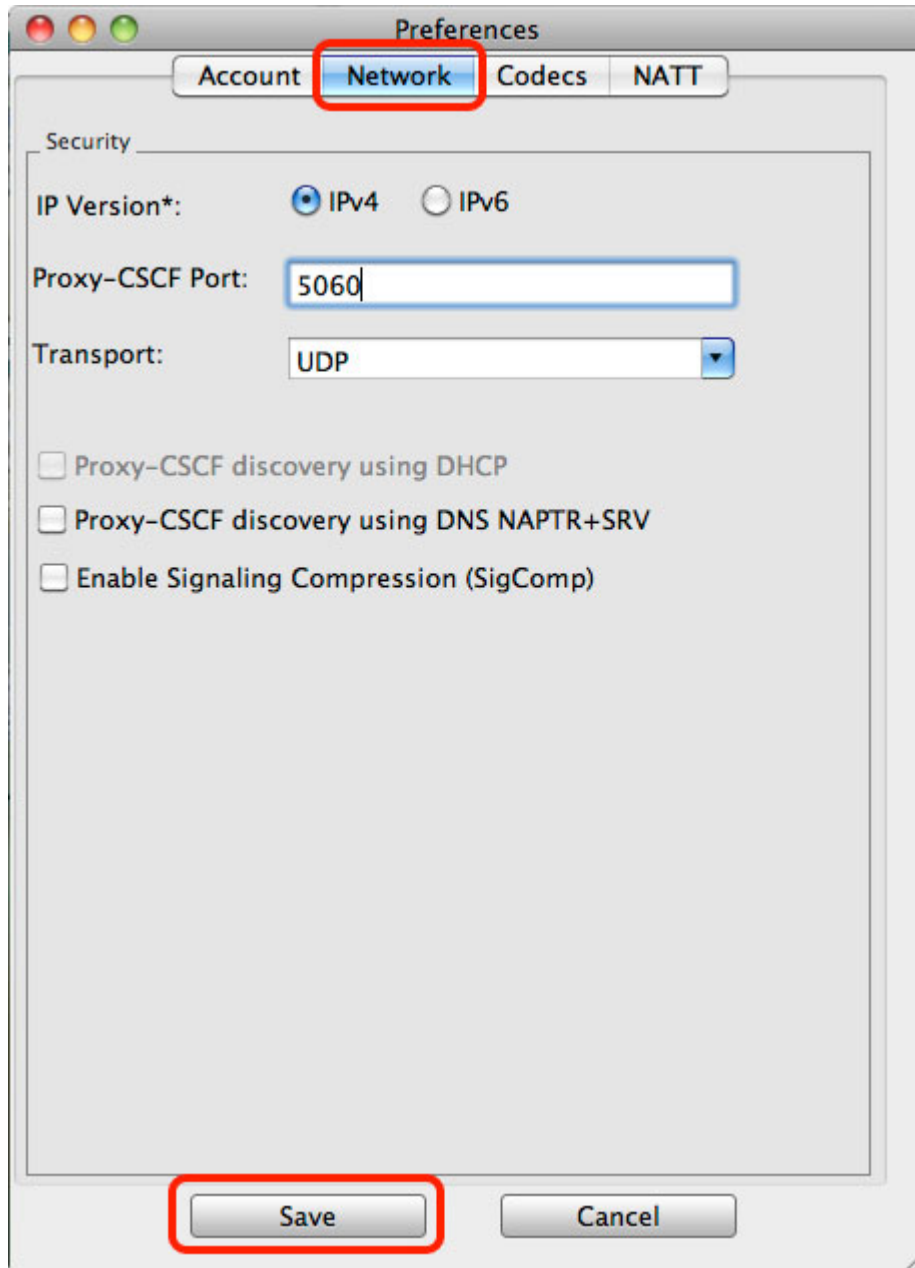 Preferences
Account Network Codecs NATT
Security
IP Version*: IPv4 IPv6
Proxy-CSCF Port: 5060
Transport: UDP
Proxy-CSCF discovery using DHCP
Proxy-CSCF discovery using DNS NAPTR+SRV
Enable Signaling Compression (SigComp)
Save Cancel